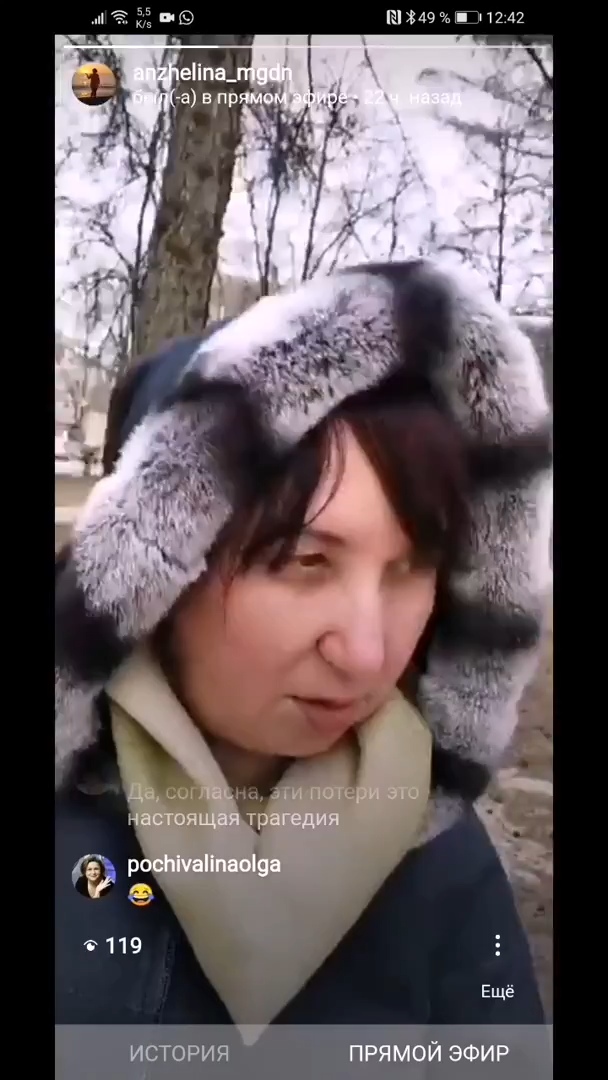 5,5
K/s
49 %
12:42
anzhelina_mgdn
был(-а) в прямом эфире • 22 ч. назад
Да, согласна, эти потери это
настоящая трагедия
pochivalinaolga
😂
119
Ещё
ИСТОРИЯ
ПРЯМОЙ ЭФИР